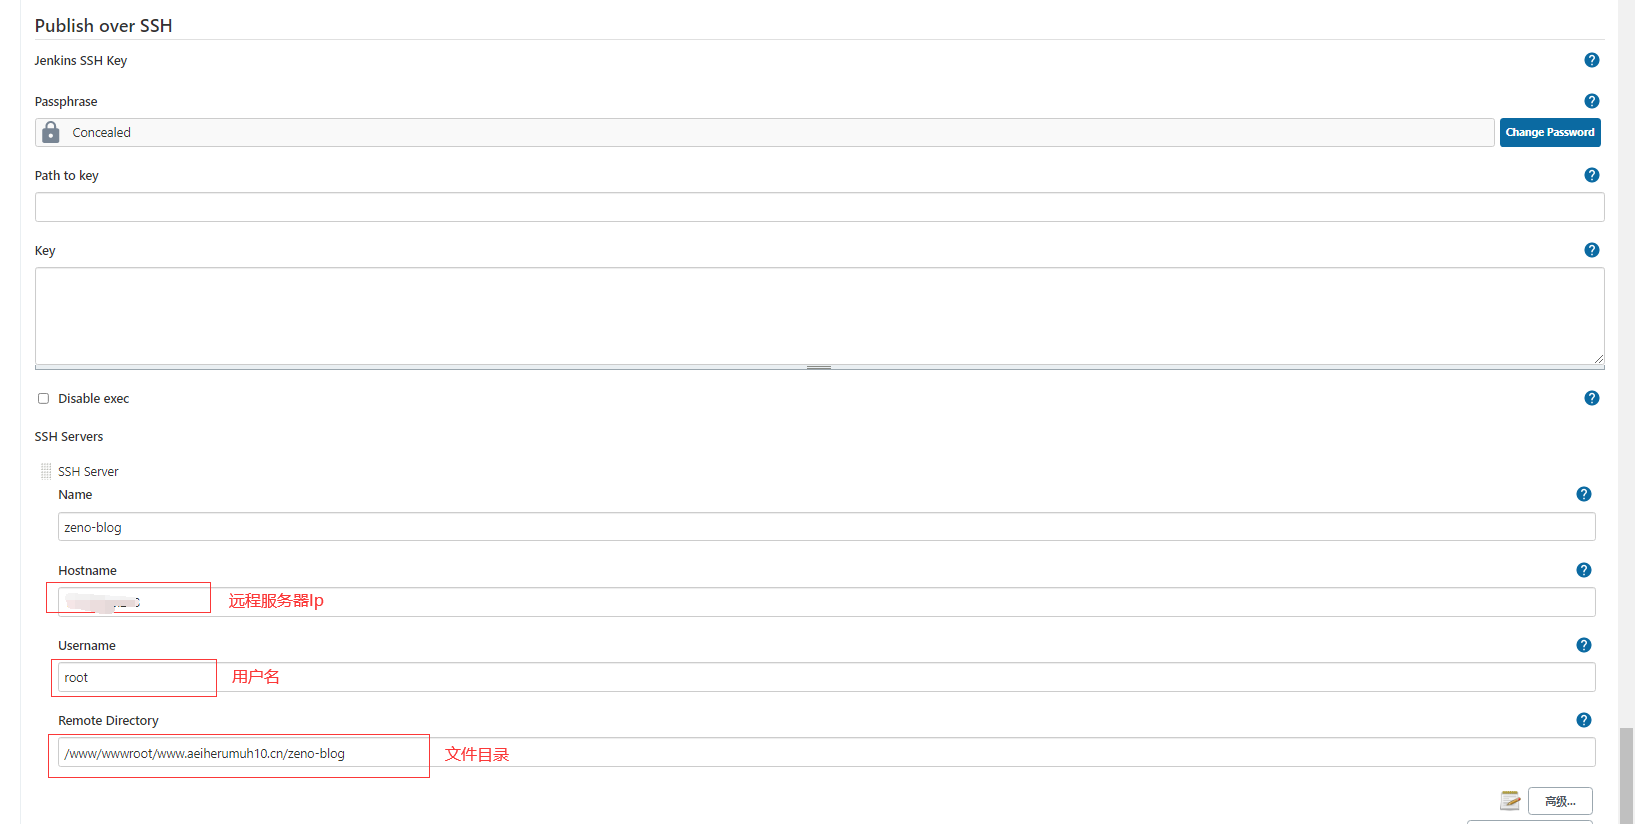 Publish over SSH
Jenkins SSH Key
Passphrase
Concealed
Change Password
Path to key
Key
Disable exec
SSH Servers
SSH Server
Name
zeno-blog
Hostname
远程服务器Ip
Username
root
用户名
Remote Directory
/www/wwwroot/www.aeiherumuh10.cn/zeno-blog
文件目录
高级...